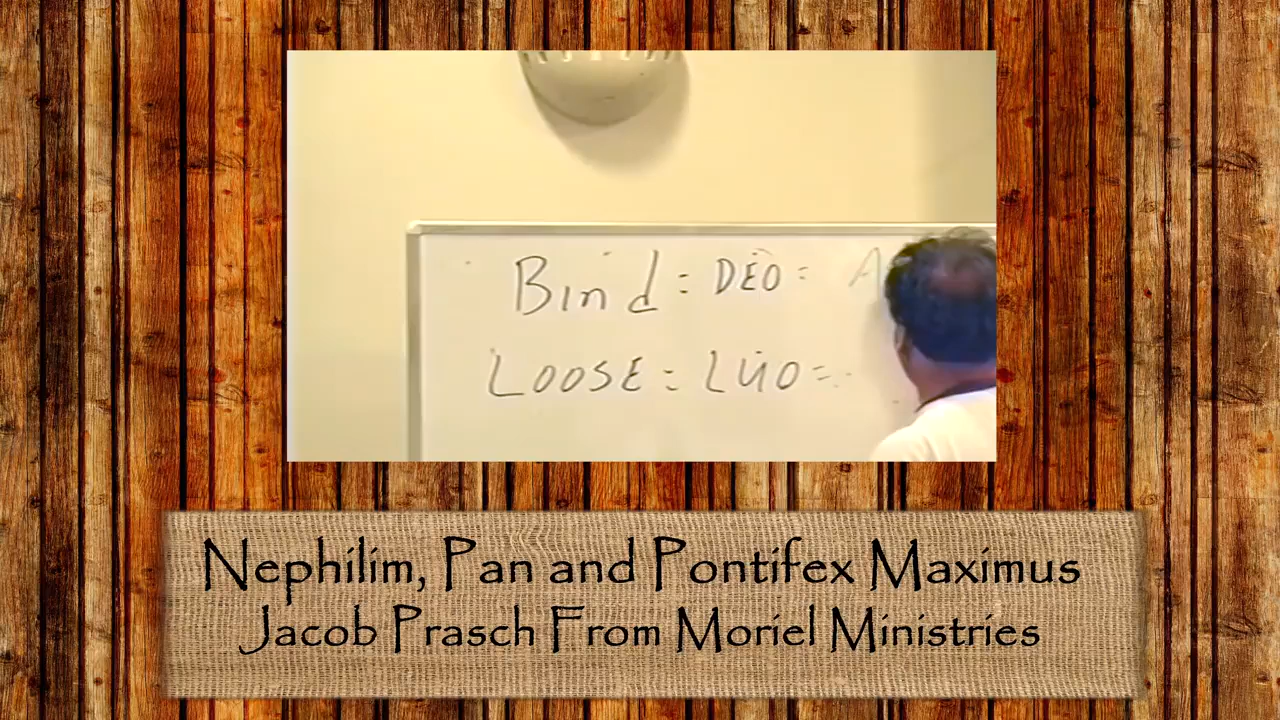 Bind = DEO = A
LOOSE = LUO =
Nephilim, Pan and Pontifex Maximus
Jacob Prasch From Moriel Ministries